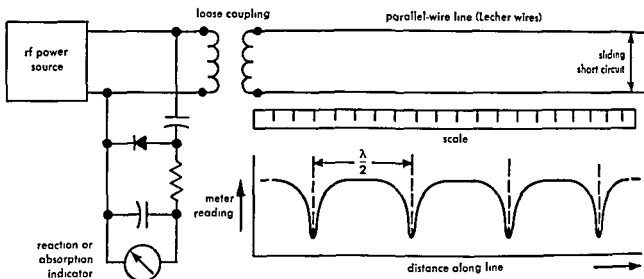 loose coupling
parallel-wire line (Lecher wires)
rf power
source
sliding
short circuit
scale
λ
2
meter
reading
reaction or
absorption
indicator
distance along line